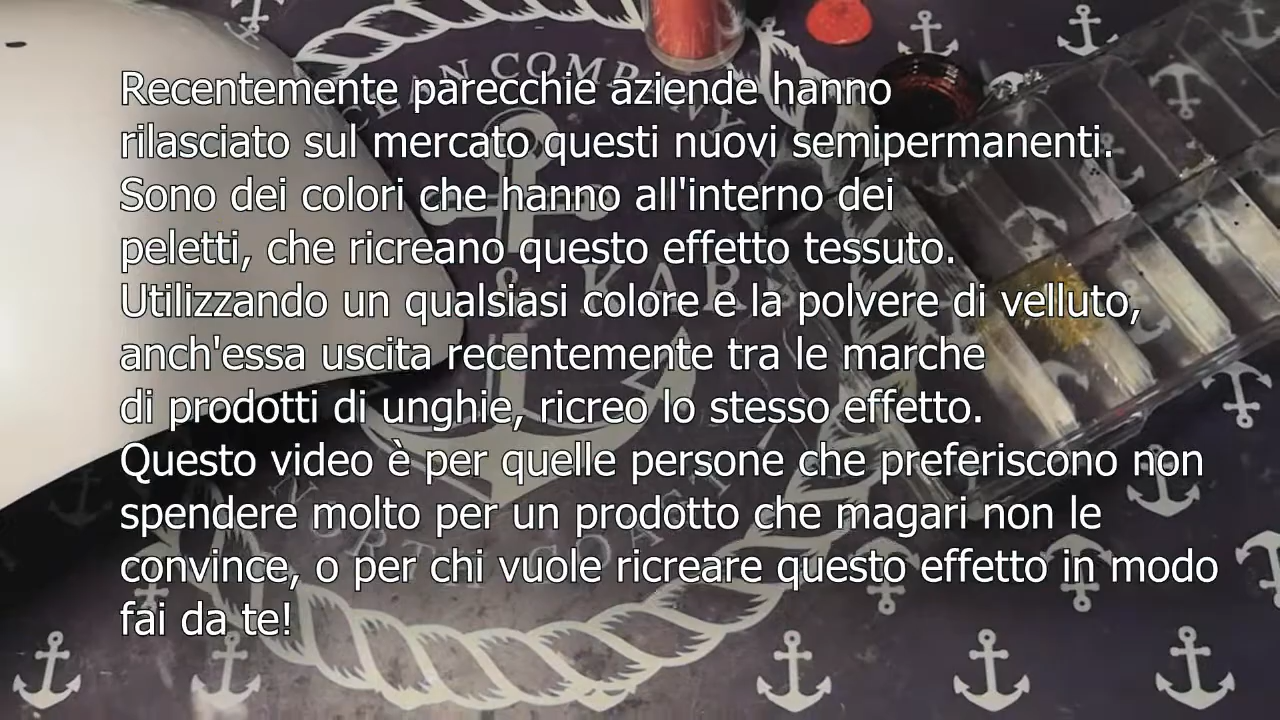 Recentemente parecchie aziende hanno
rilasciato sul mercato questi nuovi semipermanenti.
Sono dei colori che hanno all'interno dei
peletti, che ricreano questo effetto tessuto.
Utilizzando un qualsiasi colore e la polvere di velluto,
anch'essa uscita recentemente tra le marche
di prodotti di unghie, ricreo lo stesso effetto.
Questo video è per quelle persone che preferiscono non
spendere molto per un prodotto che magari non le
convince, o per chi vuole ricreare questo effetto in modo
fai da te!